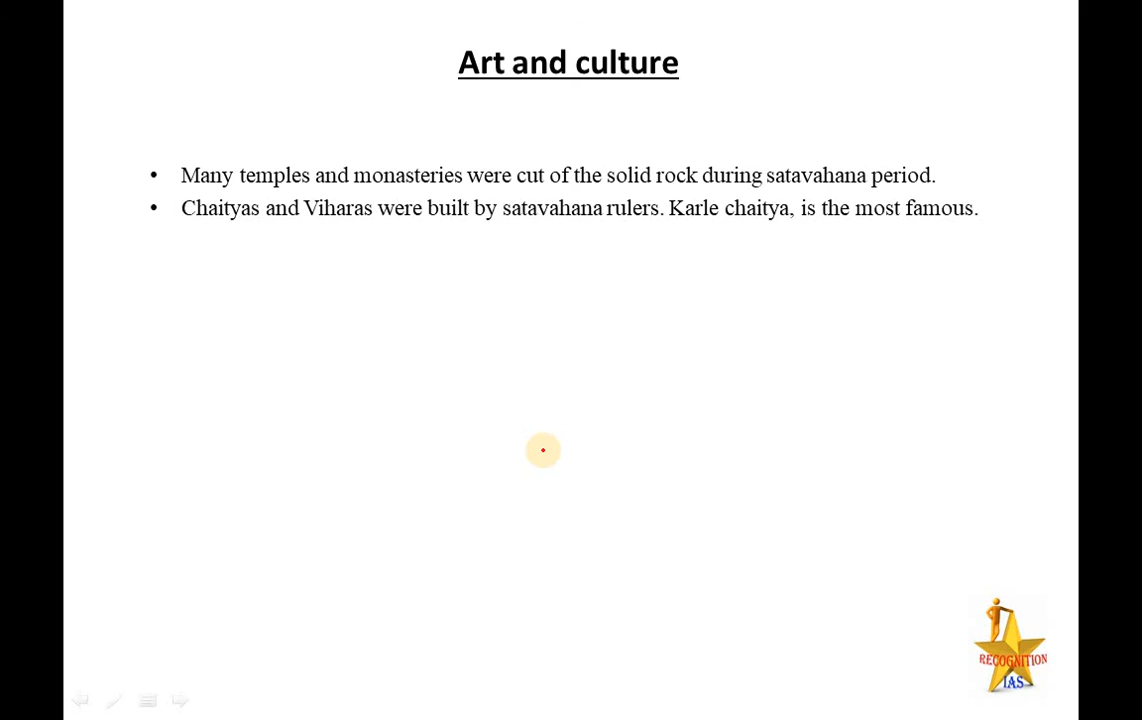 Art and culture
• Many temples and monasteries were cut of the solid rock during satavahana period.
• Chaityas and Viharas were built by satavahana rulers. Karle chaitya, is the most famous.
RECOGNITION
IAS